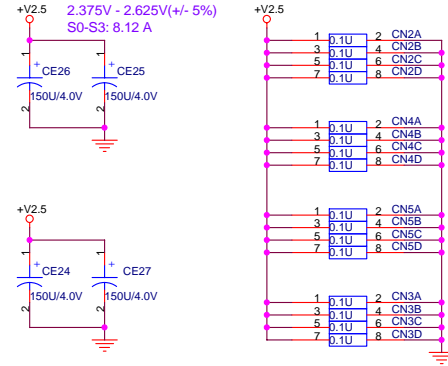 +V2.5
2.375V - 2.625V(+/- 5%)
S0-S3: 8.12 A
1 + CE26
150U/4.0V
2
1 + CE25
150U/4.0V
2
+V2.5
1 + CE24
150U/4.0V
2
1 + CE27
150U/4.0V
2
+V2.5
1 0.1U 2 CN2A
3 0.1U 4 CN2B
5 0.1U 6 CN2C
7 0.1U 8 CN2D
1 0.1U 2 CN4A
3 0.1U 4 CN4B
5 0.1U 6 CN4C
7 0.1U 8 CN4D
1 0.1U 2 CN5A
3 0.1U 4 CN5B
5 0.1U 6 CN5C
7 0.1U 8 CN5D
1 0.1U 2 CN3A
3 0.1U 4 CN3B
5 0.1U 6 CN3C
7 0.1U 8 CN3D